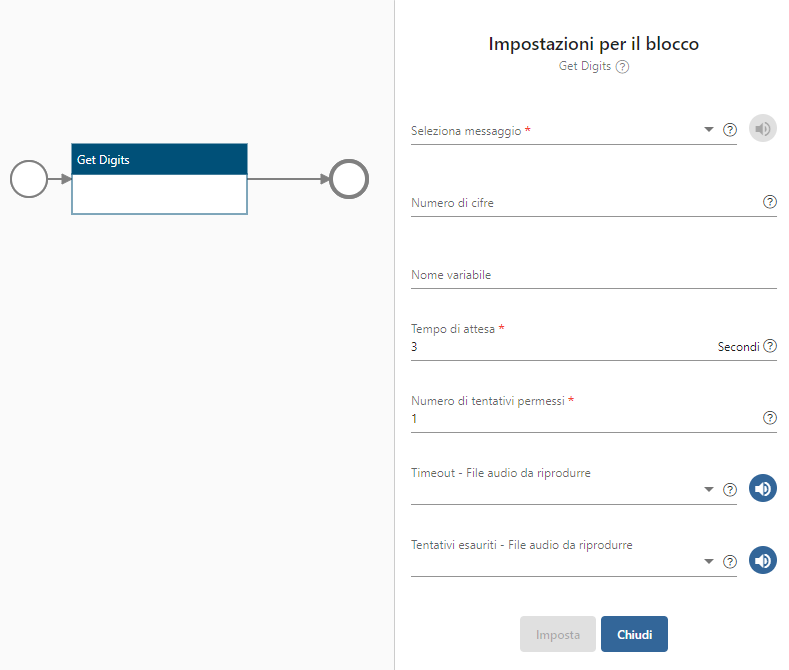 Get Digits
Impostazioni per il blocco
Get Digits ?
Seleziona messaggio * ?
Numero di cifre ?
Nome variabile
Tempo di attesa *
3 Secondi ?
Numero di tentativi permessi *
1 ?
Timeout - File audio da riprodurre
?
Tentativi esauriti - File audio da riprodurre
?
Imposta Chiudi